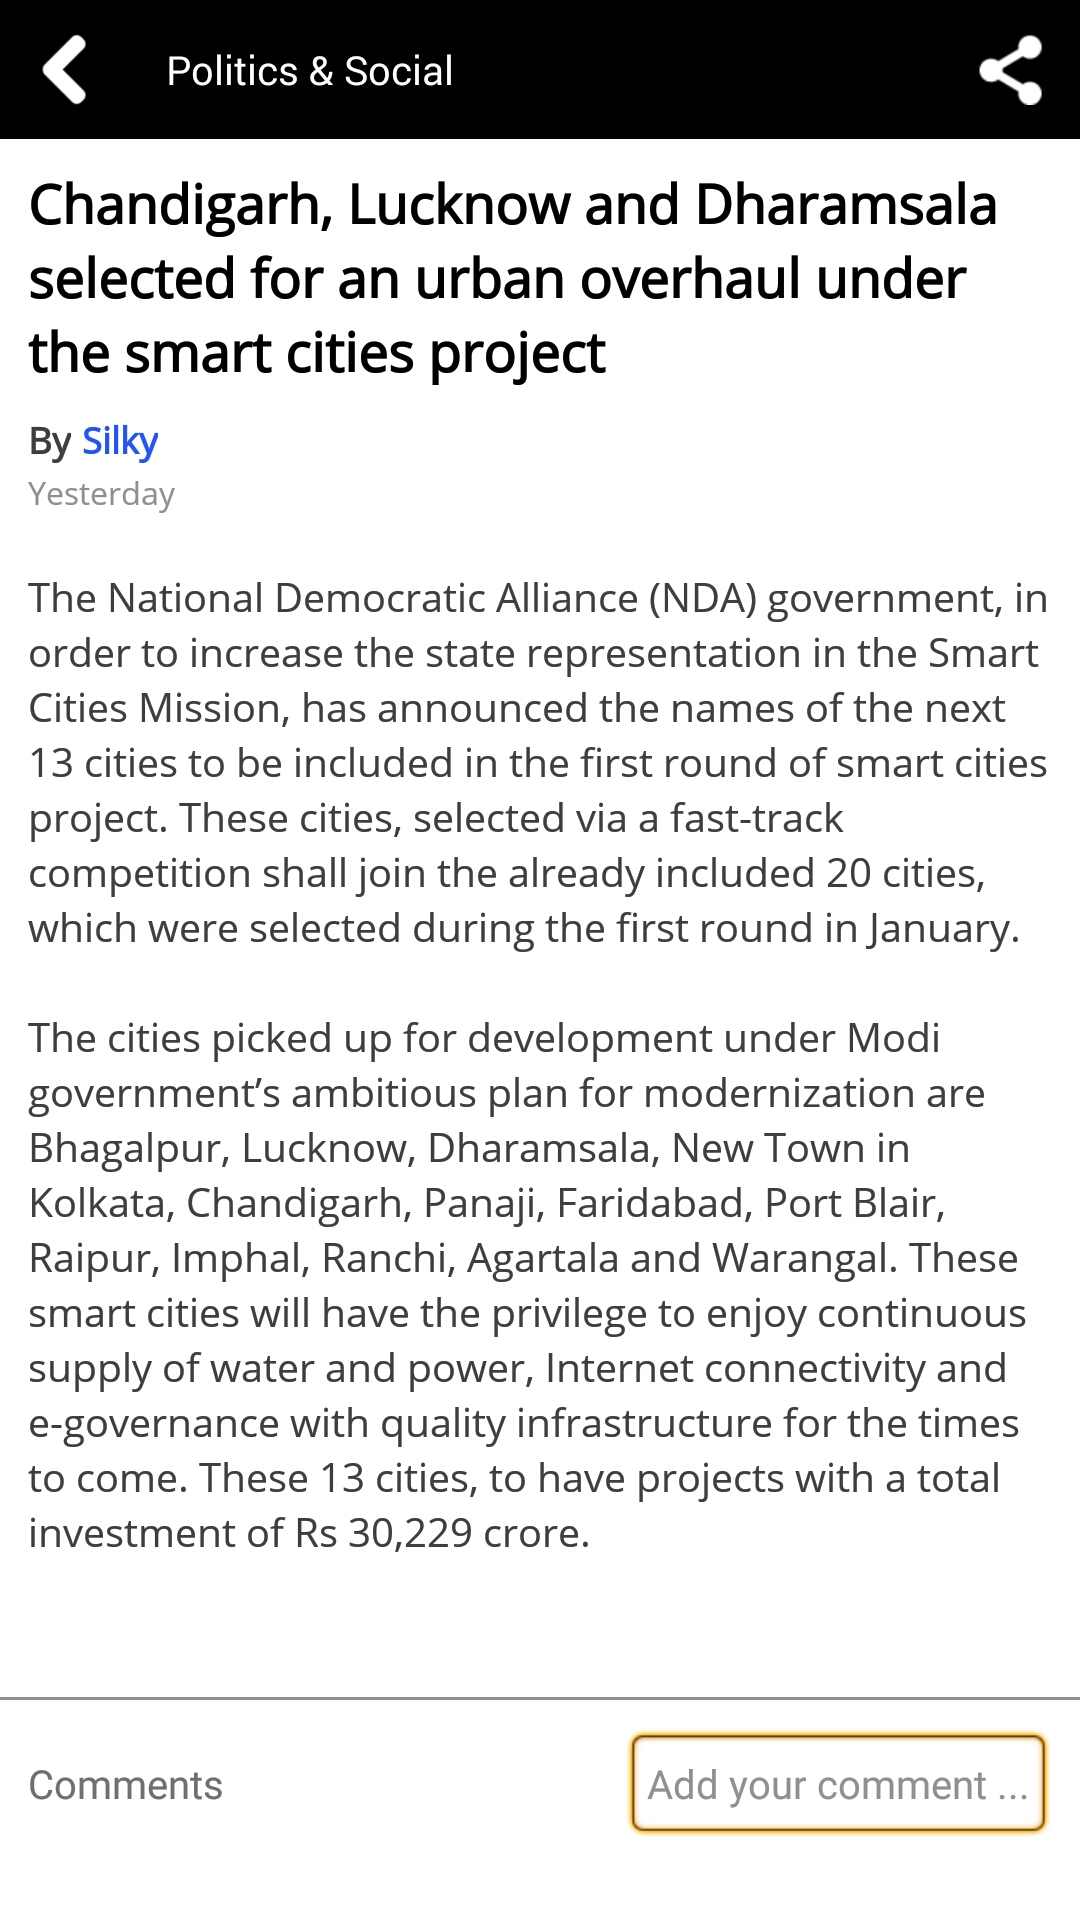 Politics & Social
Chandigarh, Lucknow and Dharamsala
selected for an urban overhaul under
the smart cities project
By Silky
Yesterday
The National Democratic Alliance (NDA) government, in
order to increase the state representation in the Smart
Cities Mission, has announced the names of the next
13 cities to be included in the first round of smart cities
project. These cities, selected via a fast-track
competition shall join the already included 20 cities,
which were selected during the first round in January.
The cities picked up for development under Modi
government’s ambitious plan for modernization are
Bhagalpur, Lucknow, Dharamsala, New Town in
Kolkata, Chandigarh, Panaji, Faridabad, Port Blair,
Raipur, Imphal, Ranchi, Agartala and Warangal. These
smart cities will have the privilege to enjoy continuous
supply of water and power, Internet connectivity and
e-governance with quality infrastructure for the times
to come. These 13 cities, to have projects with a total
investment of Rs 30,229 crore.
Comments
Add your comment ...